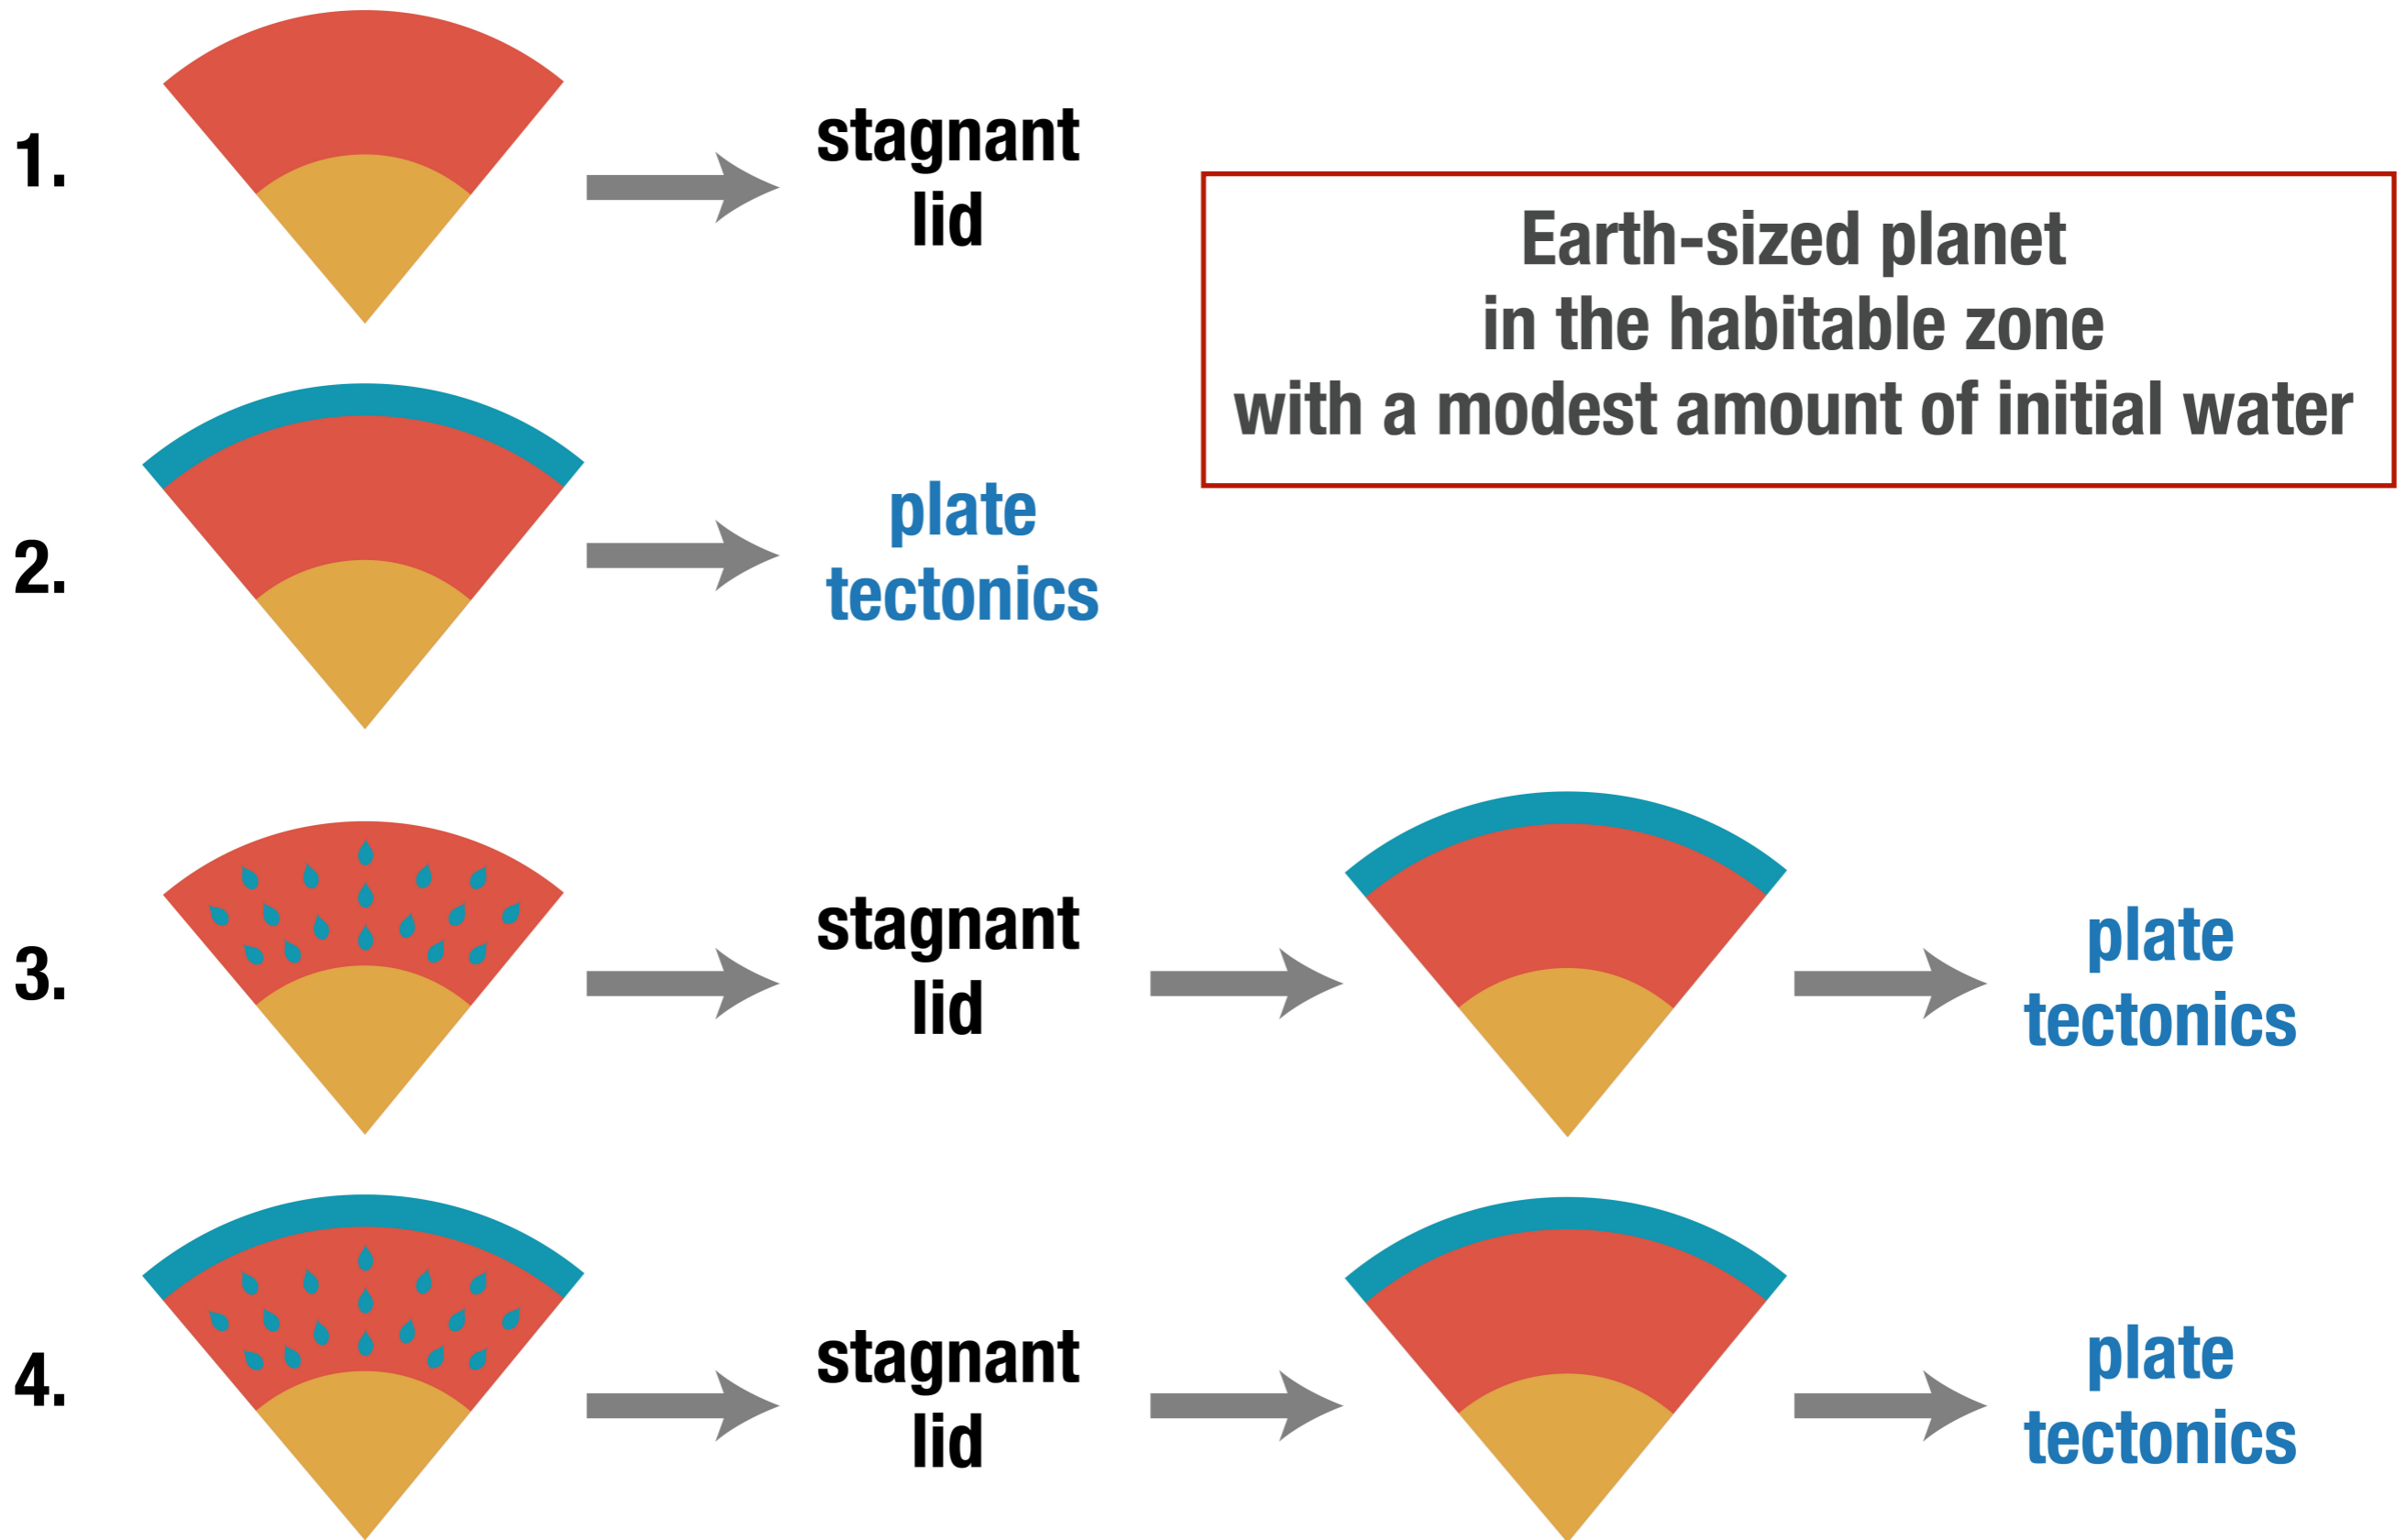 1.
stagnant
lid
Earth-sized planet
in the habitable zone
with a modest amount of initial water
2.
plate
tectonics
3.
stagnant
lid
plate
tectonics
4.
stagnant
lid
plate
tectonics